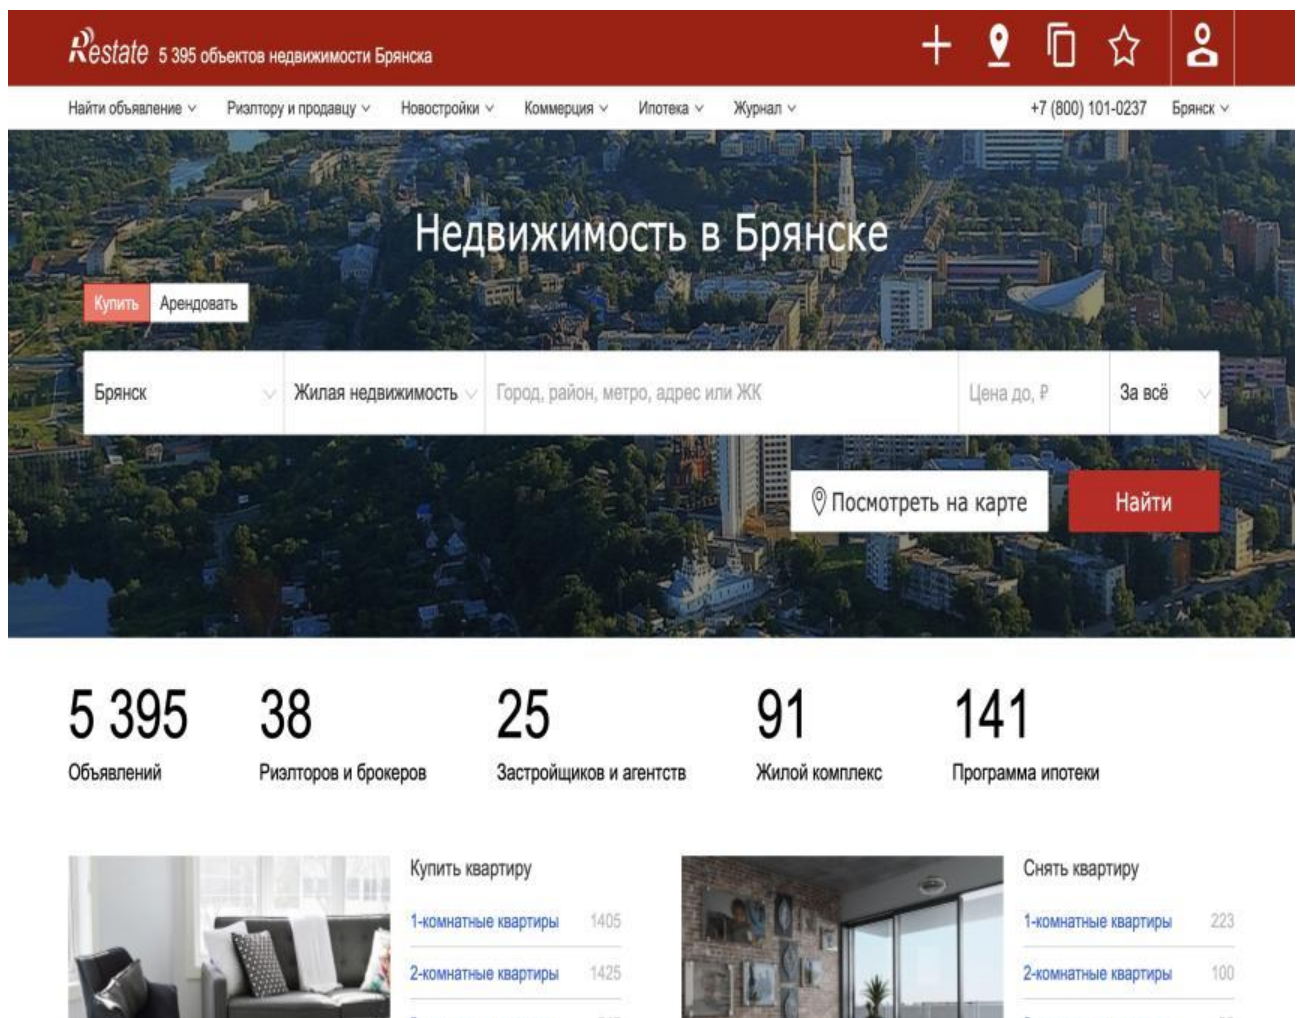 Restate 5 395 объектов недвижимости Брянска
Найти объявление Риэлтору и продавцу Новостройки Коммерция Ипотека Журнал +7 (800) 101-0237 Брянск
Недвижимость в Брянске
Купить Арендовать
Брянск Жилая недвижимость Город, район, метро, адрес или ЖК Цена до, ₽ За всё
Посмотреть на карте Найти
5 395 38 25 91 141
Объявлений Риэлторов и брокеров Застройщиков и агентств Жилой комплекс Программа ипотеки
Купить квартиру Снять квартиру
1-комнатные квартиры 1405 1-комнатные квартиры 223
2-комнатные квартиры 1425 2-комнатные квартиры 100